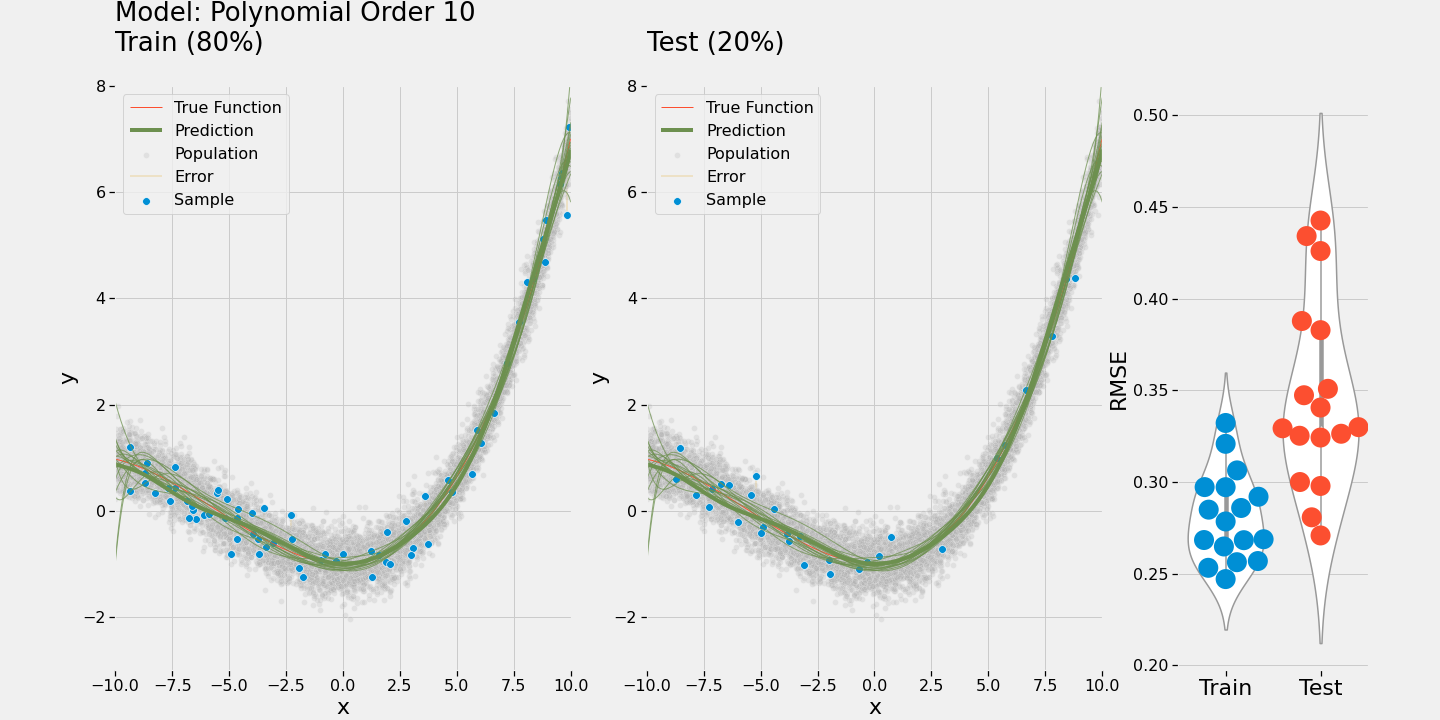 Model: Polynomial Order 10
Train (80%)
Test (20%)
8
6
4
2
0
−2
y
True Function
Prediction
Population
Error
Sample
−10.0 −7.5 −5.0 −2.5 0.0 2.5 5.0 7.5 10.0
x
8
6
4
2
0
−2
y
True Function
Prediction
Population
Error
Sample
−10.0 −7.5 −5.0 −2.5 0.0 2.5 5.0 7.5 10.0
x
0.50
0.45
0.40
0.35
0.30
0.25
0.20
RMSE
Train Test